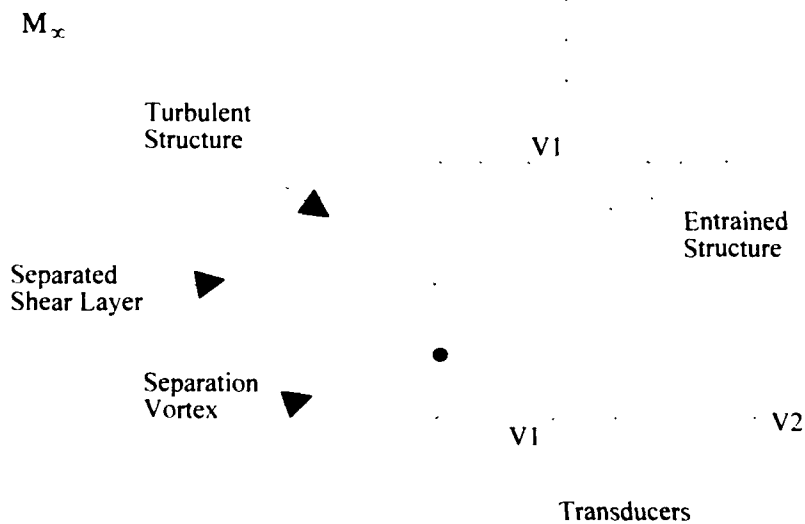 M∞
Turbulent
Structure
V1
Entrained
Structure
Separated
Shear Layer
Separation
Vortex
V1
V2
Transducers